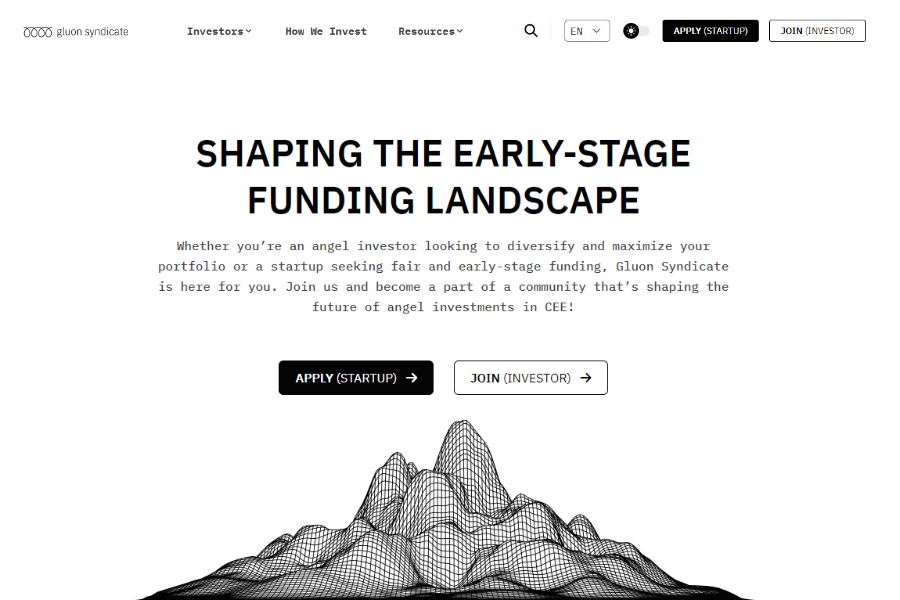 gluon syndicate
Investors
How We Invest
Resources
EN
APPLY (STARTUP)
JOIN (INVESTOR)
SHAPING THE EARLY-STAGE
FUNDING LANDSCAPE
Whether you’re an angel investor looking to diversify and maximize your
portfolio or a startup seeking fair and early-stage funding, Gluon Syndicate
is here for you. Join us and become a part of a community that’s shaping the
future of angel investments in CEE!
APPLY (STARTUP)
JOIN (INVESTOR)